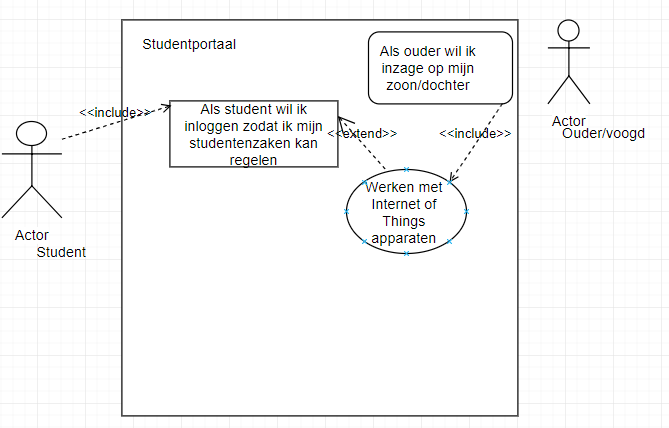 Studentportaal
Als ouder wil ik
inzage op mijn
zoon/dochter
Actor
Ouder/voogd
<<include>>
Als student wil ik
inloggen zodat ik mijn
studentenzaken kan
regelen
<<extend>>
<<include>>
Werken met
Internet of
Things
apparaten
Actor
Student